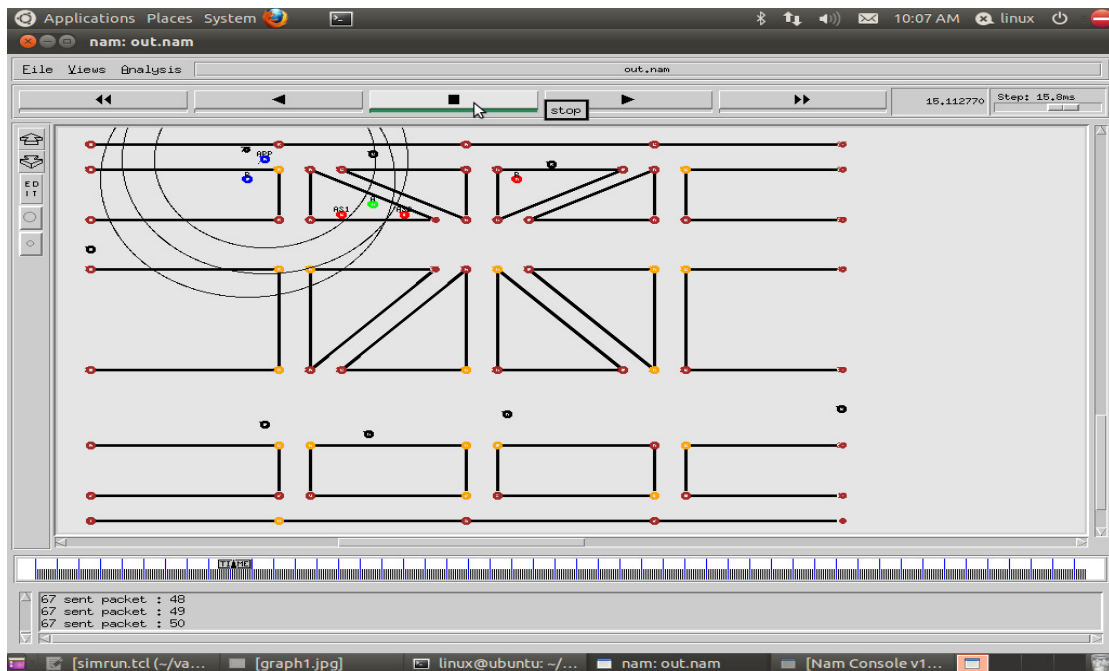 Applications Places System 10:07 AM linux
nam: out.nam
File Views Analysis out.nam
15.112770 Step: 15.8ms
stop
ED
IT
APP
AS1
TIME
67 sent packet : 48
67 sent packet : 49
67 sent packet : 50
[simrun.tcl (~/va... [graph1.jpg] linux@ubuntu: ~/... nam: out.nam [Nam Console v1...